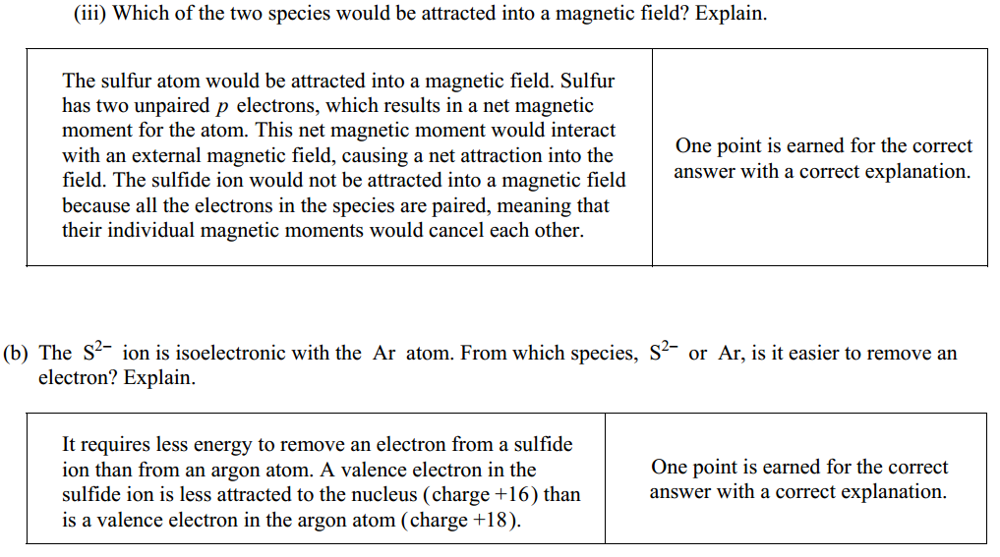 (iii) Which of the two species would be attracted into a magnetic field? Explain.
The sulfur atom would be attracted into a magnetic field. Sulfur
has two unpaired p electrons, which results in a net magnetic
moment for the atom. This net magnetic moment would interact
with an external magnetic field, causing a net attraction into the
field. The sulfide ion would not be attracted into a magnetic field
because all the electrons in the species are paired, meaning that
their individual magnetic moments would cancel each other.
One point is earned for the correct
answer with a correct explanation.
(b) The S²⁻ ion is isoelectronic with the Ar atom. From which species, S²⁻ or Ar, is it easier to remove an
electron? Explain.
It requires less energy to remove an electron from a sulfide
ion than from an argon atom. A valence electron in the
sulfide ion is less attracted to the nucleus (charge +16) than
is a valence electron in the argon atom (charge +18).
One point is earned for the correct
answer with a correct explanation.